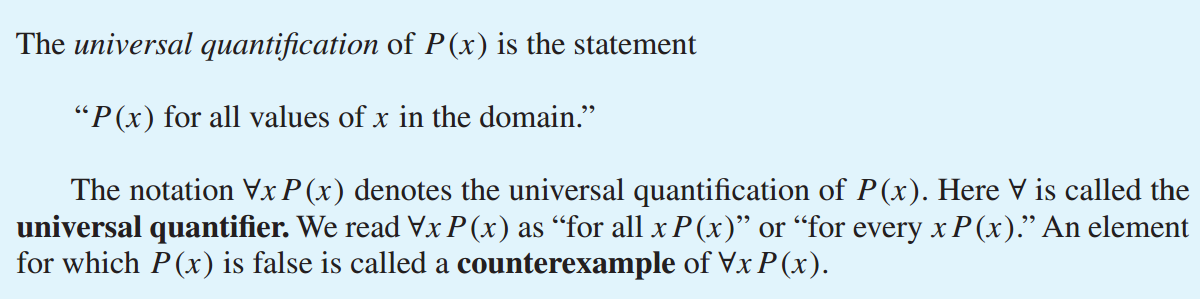 The universal quantification of P(x) is the statement
“P(x) for all values of x in the domain.”
The notation ∀x P(x) denotes the universal quantification of P(x). Here ∀ is called the
universal quantifier. We read ∀x P(x) as “for all x P(x)” or “for every x P(x).” An element
for which P(x) is false is called a counterexample of ∀x P(x).